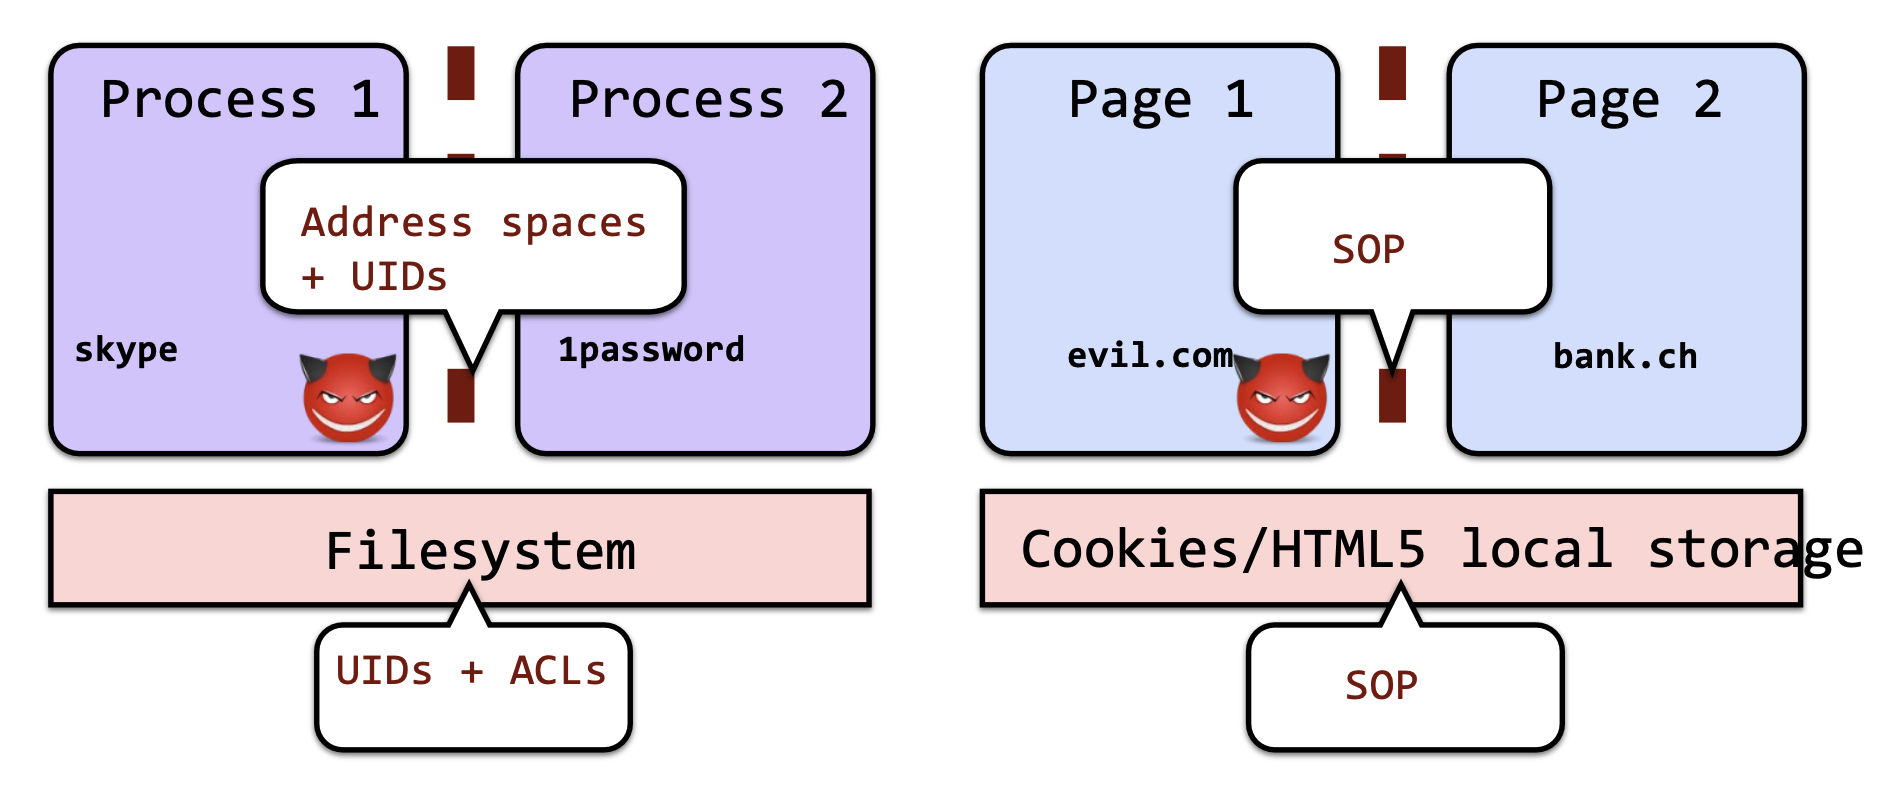 Process 1
Process 2
Address spaces
+ UIDs
skype
1password
Filesystem
UIDs + ACLs
Page 1
Page 2
SOP
evil.com
bank.ch
Cookies/HTML5 local storage
SOP